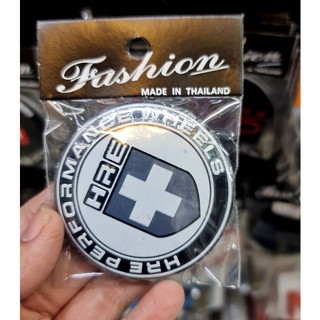 Fashion
MADE IN THAILAND
HRE PERFORMANCE WHEELS
HRE